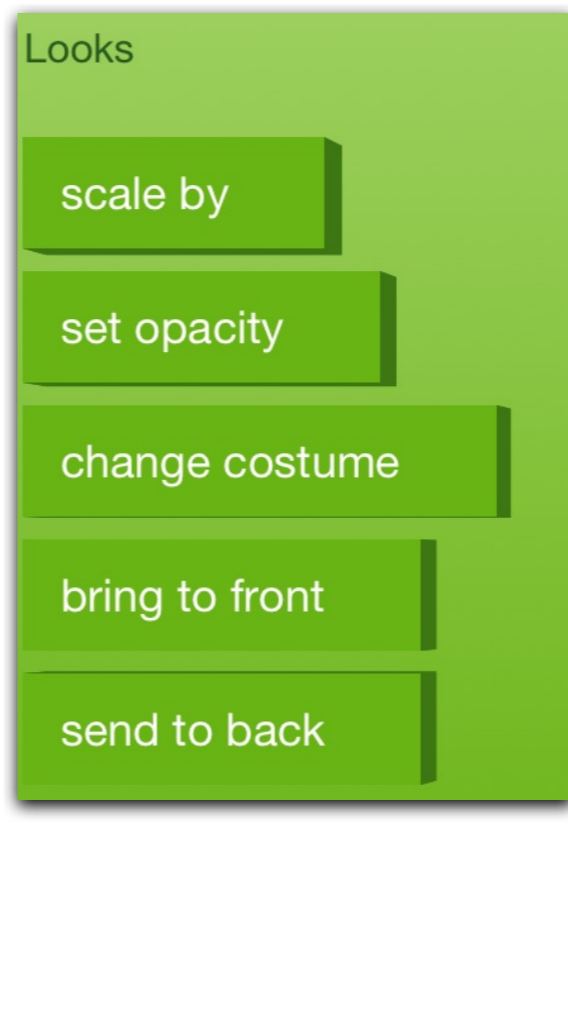 Looks
scale by
set opacity
change costume
bring to front
send to back